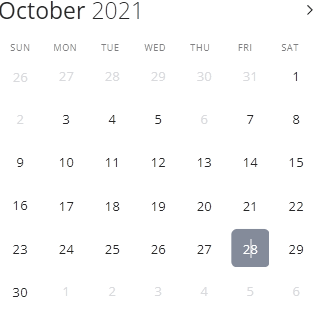 October 2021
SUN MON TUE WED THU FRI SAT
26 27 28 29 30 31 1
2 3 4 5 6 7 8
9 10 11 12 13 14 15
16 17 18 19 20 21 22
23 24 25 26 27 28 29
30 1 2 3 4 5 6